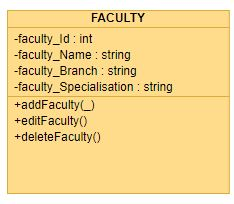 FACULTY
-faculty_Id : int
-faculty_Name : string
-faculty_Branch : string
-faculty_Specialisation : string
+addFaculty(_)
+editFaculty()
+deleteFaculty()